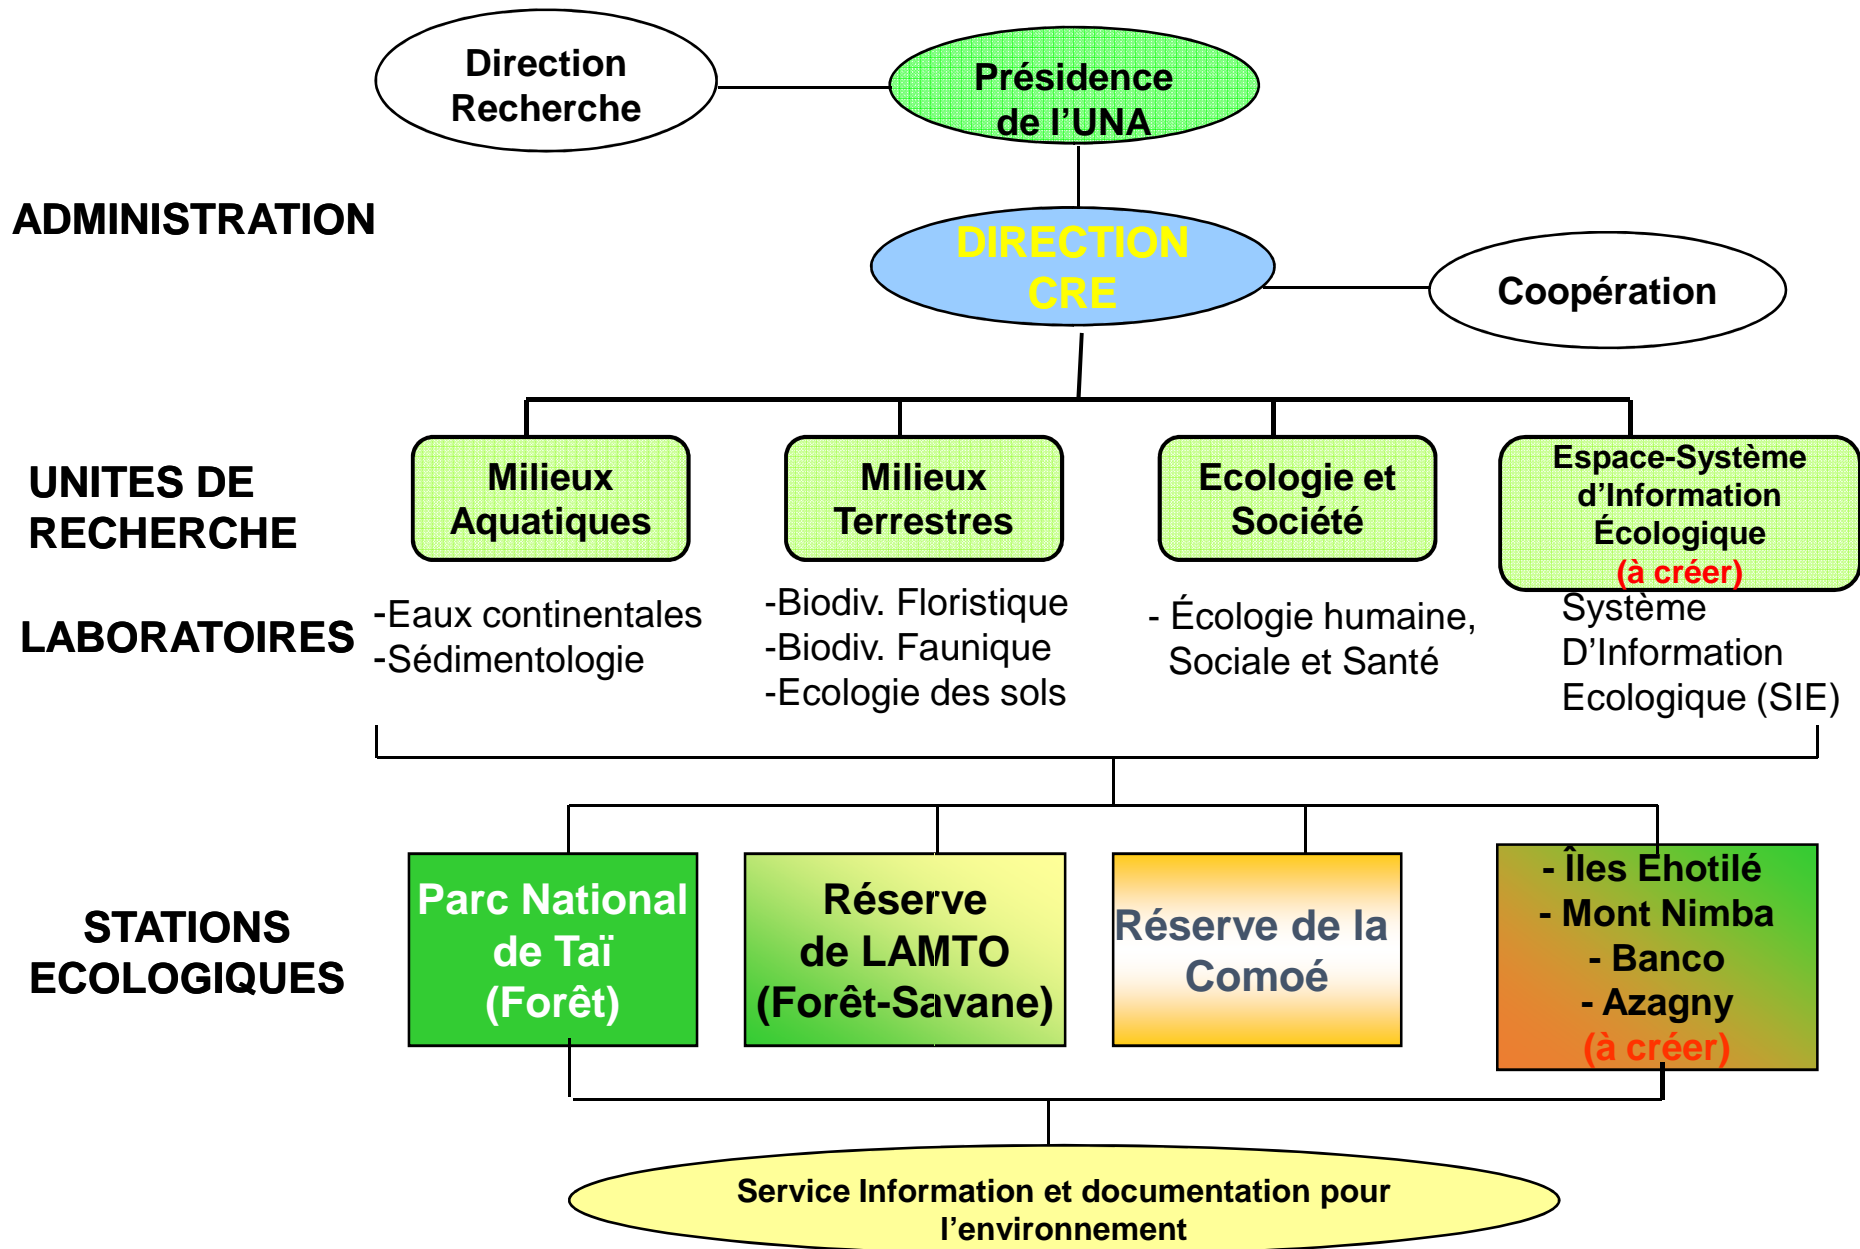 Direction
Recherche
Présidence
de l’UNA
ADMINISTRATION
DIRECTION
CRE
Coopération
UNITES DE
RECHERCHE
Milieux
Aquatiques
Milieux
Terrestres
Ecologie et
Société
Espace-Système
d’Information
Écologique
(à créer)
LABORATOIRES
-Eaux continentales
-Sédimentologie
-Biodiv. Floristique
-Biodiv. Faunique
-Ecologie des sols
- Écologie humaine,
Sociale et Santé
Système
D’Information
Ecologique (SIE)
STATIONS
ECOLOGIQUES
Parc National
de Taï
(Forêt)
Réserve
de LAMTO
(Forêt-Savane)
Réserve de la
Comoé
- Îles Ehotilé
- Mont Nimba
- Banco
- Azagny
(à créer)
Service Information et documentation pour
l’environnement